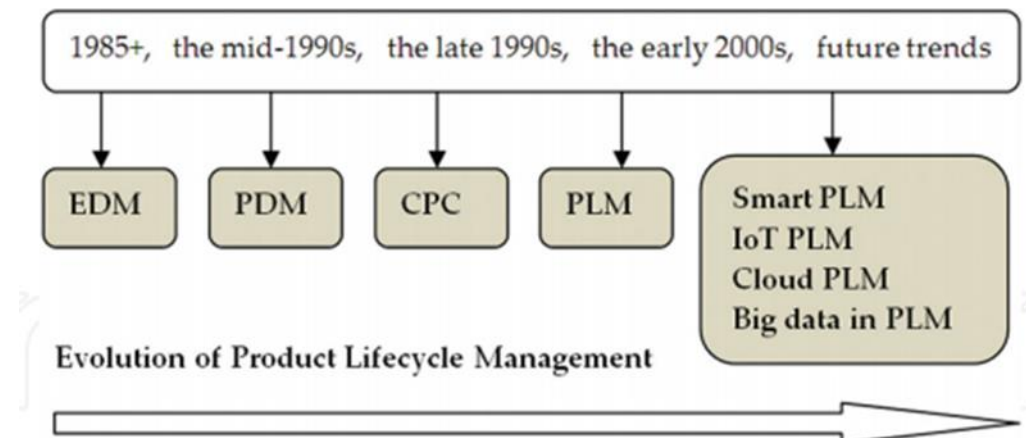 1985+, the mid-1990s, the late 1990s, the early 2000s, future trends
EDM
PDM
CPC
PLM
Smart PLM
IoT PLM
Cloud PLM
Big data in PLM
Evolution of Product Lifecycle Management